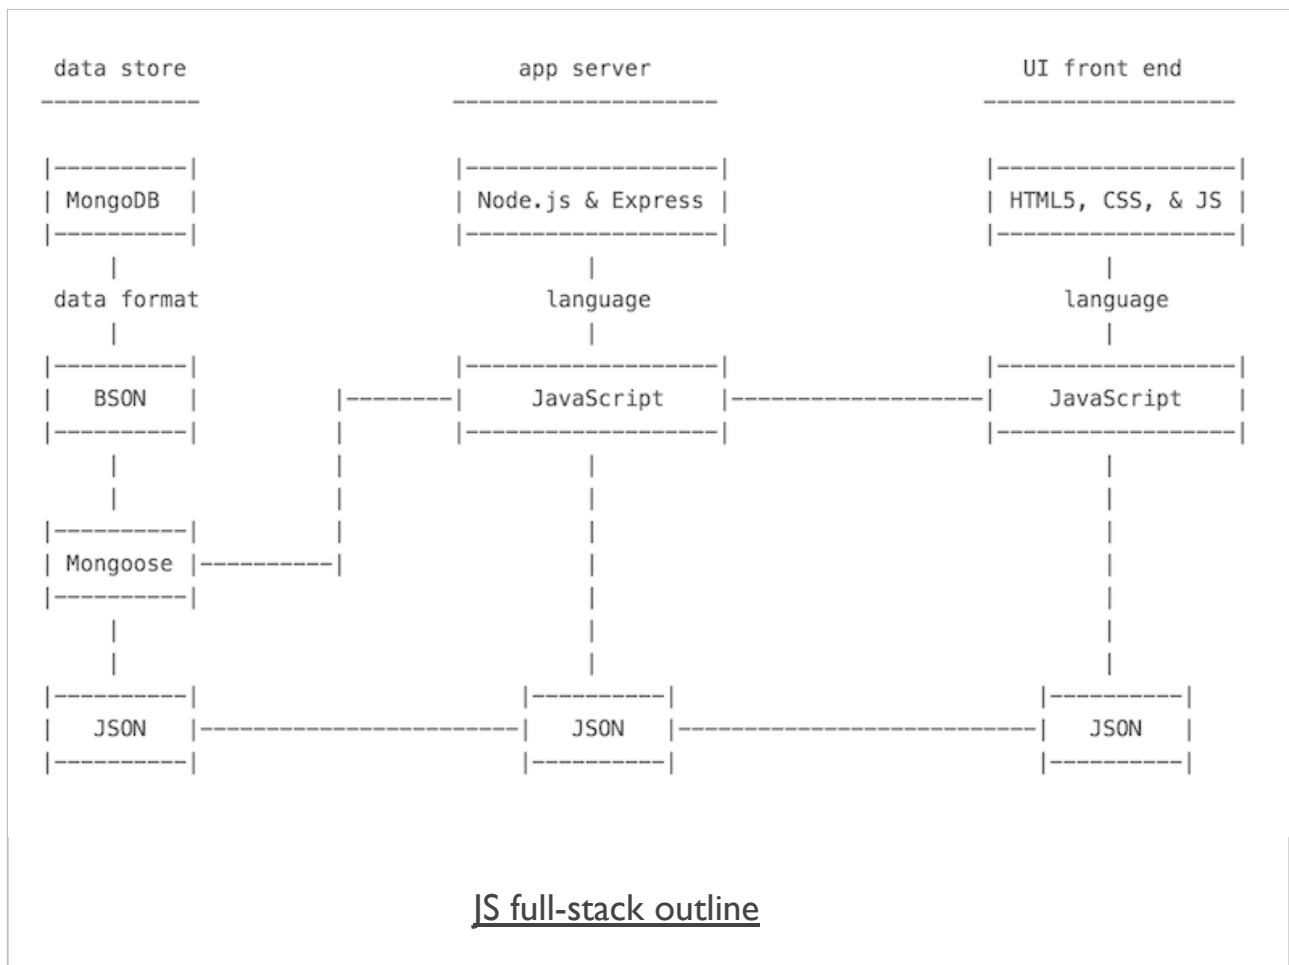 data store
app server
UI front end
MongoDB
Node.js & Express
HTML5, CSS, & JS
data format
language
language
BSON
JavaScript
JavaScript
Mongoose
JSON
JSON
JSON
JS full-stack outline